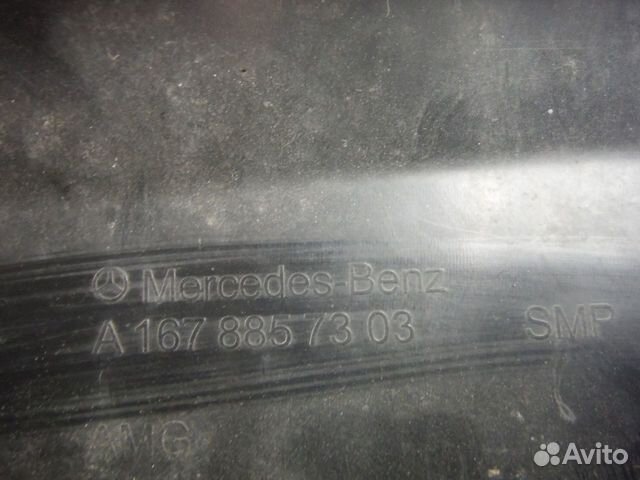 Mercedes-Benz
A 167 885 73 03
SMP
AMG
Avito